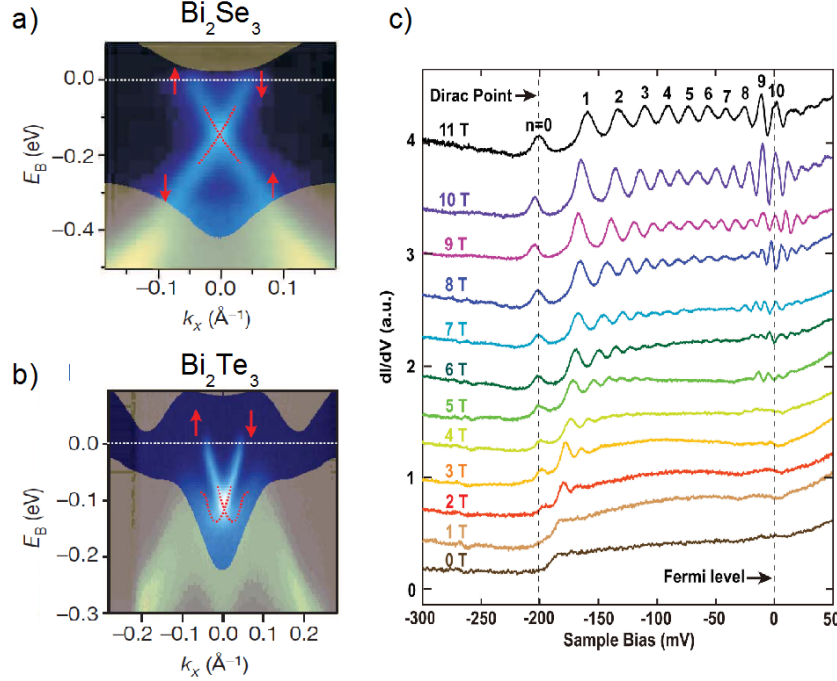 a)
Bi₂Se₃
0.0
−0.2
−0.4
E_B (eV)
−0.1 0.0 0.1
k_x (Å⁻¹)
b)
Bi₂Te₃
0.0
−0.1
−0.2
−0.3
E_B (eV)
−0.2 −0.1 0.0 0.1 0.2
k_x (Å⁻¹)
c)
Dirac Point
n=0 1 2 3 4 5 6 7 8 9 10
11 T
10 T
9 T
8 T
7 T
6 T
5 T
4 T
3 T
2 T
1 T
0 T
Fermi level
4
3
2
1
0
dI/dV (a.u.)
-300 -250 -200 -150 -100 -50 0 50
Sample Bias (mV)